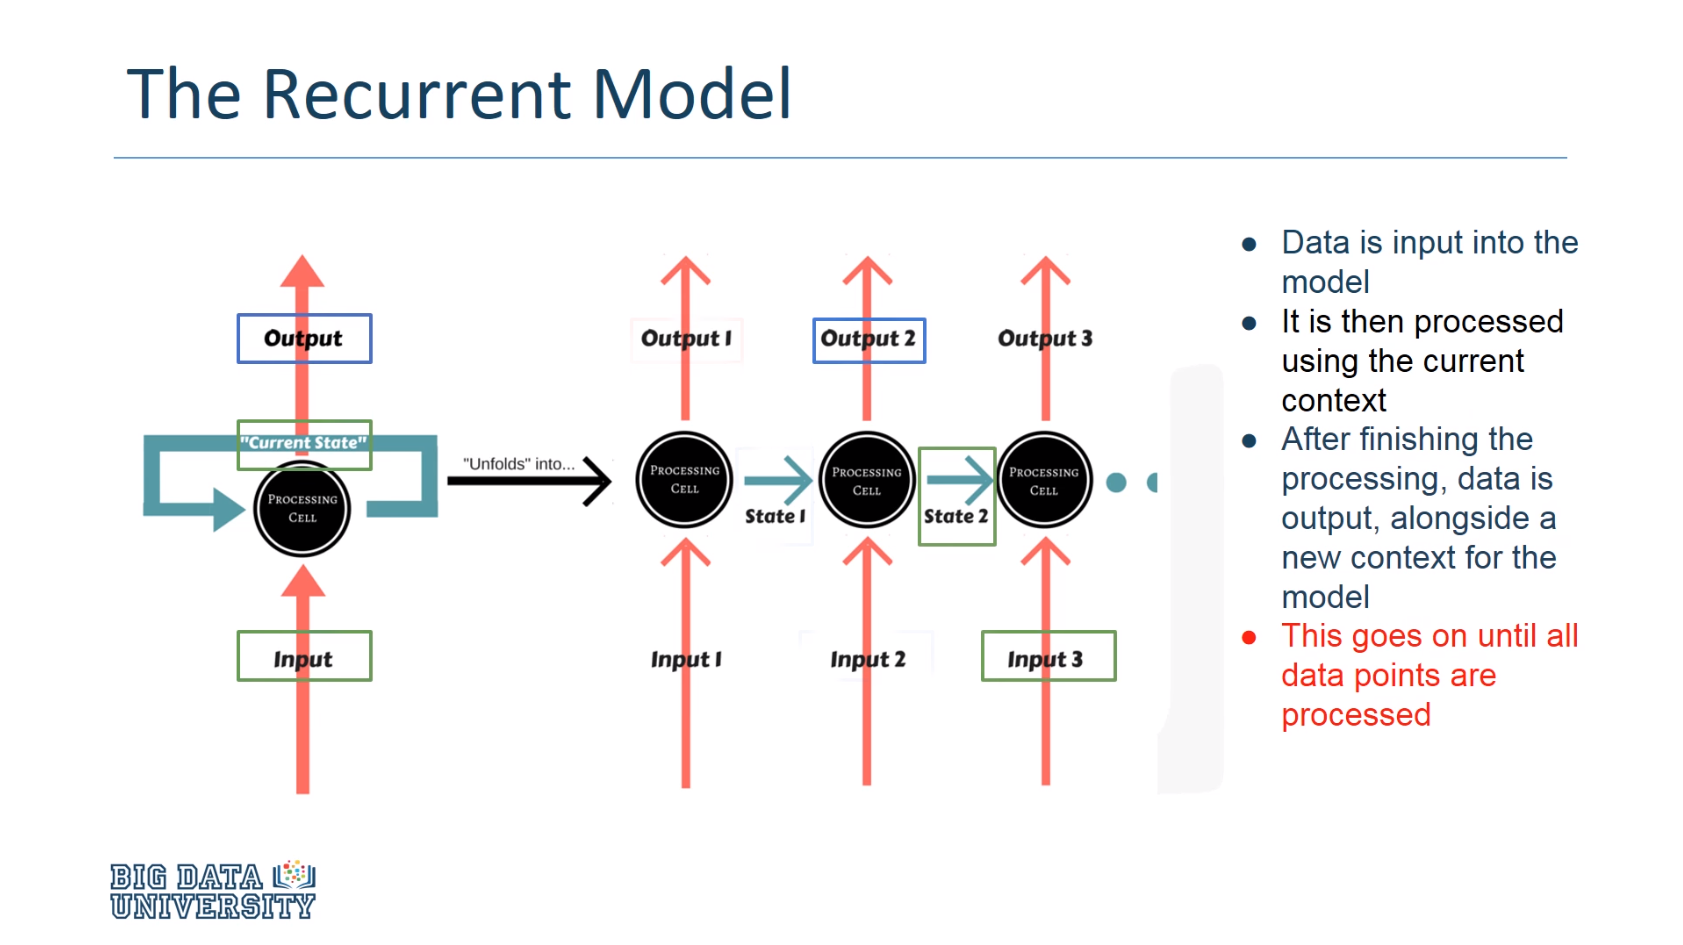 The Recurrent Model
Output
"Current State"
PROCESSING
CELL
Input
"Unfolds" into...
Output 1
Output 2
Output 3
PROCESSING
CELL
State 1
PROCESSING
CELL
State 2
PROCESSING
CELL
Input 1
Input 2
Input 3
● Data is input into the
model
● It is then processed
using the current
context
● After finishing the
processing, data is
output, alongside a
new context for the
model
● This goes on until all
data points are
processed
BIG DATA
UNIVERSITY